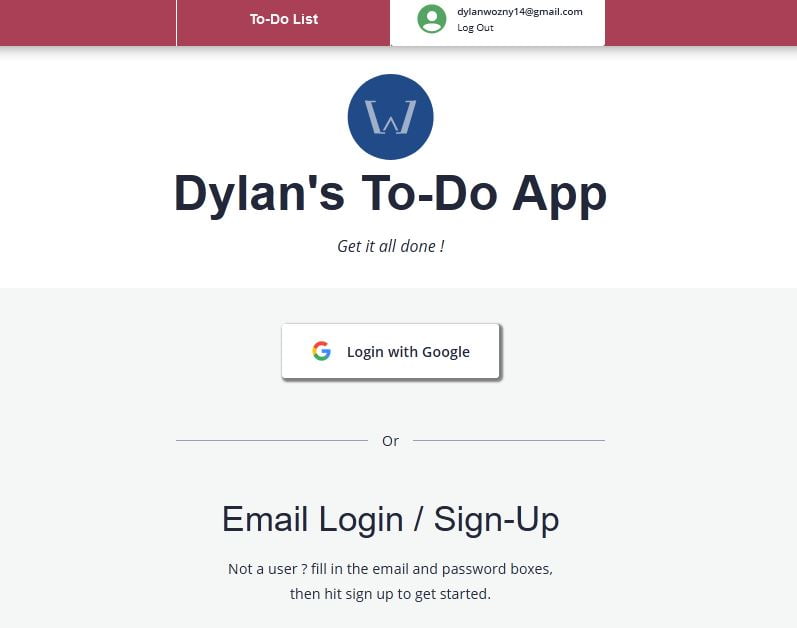 To-Do List
dylanwozny14@gmail.com
Log Out
W
Dylan's To-Do App
Get it all done !
Login with Google
Or
Email Login / Sign-Up
Not a user ? fill in the email and password boxes,
then hit sign up to get started.